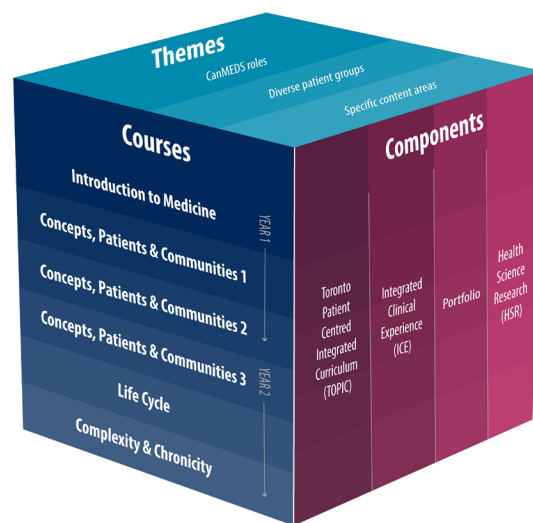 Themes
CanMEDS roles
Diverse patient groups
Specific content areas
Courses
Introduction to Medicine
Concepts, Patients & Communities 1
Concepts, Patients & Communities 2
Concepts, Patients & Communities 3
Life Cycle
Complexity & Chronicity
YEAR 1
YEAR 2
Components
Toronto
Patient
Centred
Integrated
Curriculum
(TOPIC)
Integrated
Clinical
Experience
(ICE)
Portfolio
Health
Science
Research
(HSR)